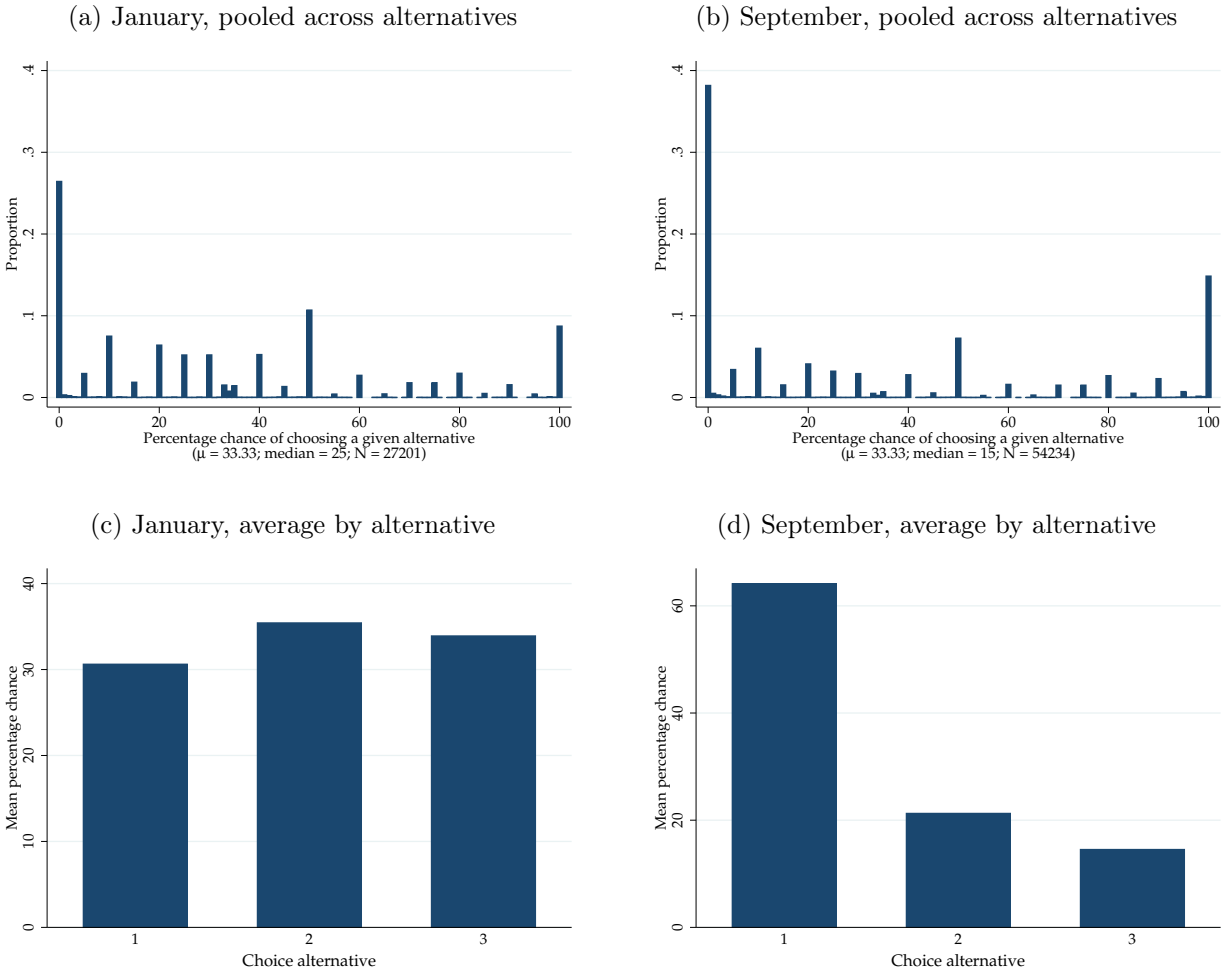 (a) January, pooled across alternatives
.4
.3
.2
.1
0
Proportion
0 20 40 60 80 100
Percentage chance of choosing a given alternative
(μ = 33.33; median = 25; N = 27201)
(b) September, pooled across alternatives
.4
.3
.2
.1
0
Proportion
0 20 40 60 80 100
Percentage chance of choosing a given alternative
(μ = 33.33; median = 15; N = 54234)
(c) January, average by alternative
40
30
20
10
0
Mean percentage chance
1 2 3
Choice alternative
(d) September, average by alternative
60
40
20
0
Mean percentage chance
1 2 3
Choice alternative